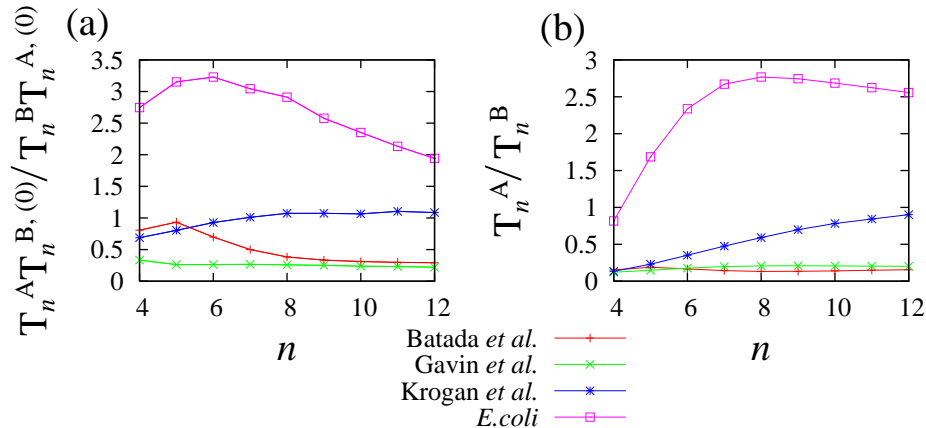 (a)
T_n^A T_n^{B, (0)} / T_n^B T_n^{A, (0)}
3.5
3
2.5
2
1.5
1
0.5
0
4 6 8 10 12
n
(b)
T_n^A / T_n^B
3
2.5
2
1.5
1
0.5
0
4 6 8 10 12
n
Batada et al.
Gavin et al.
Krogan et al.
E.coli